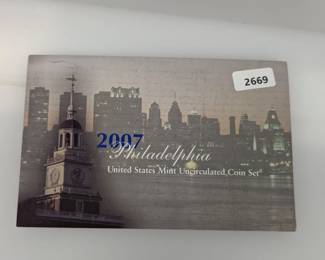 2669
2007
Philadelphia
United States Mint Uncirculated Coin Set®